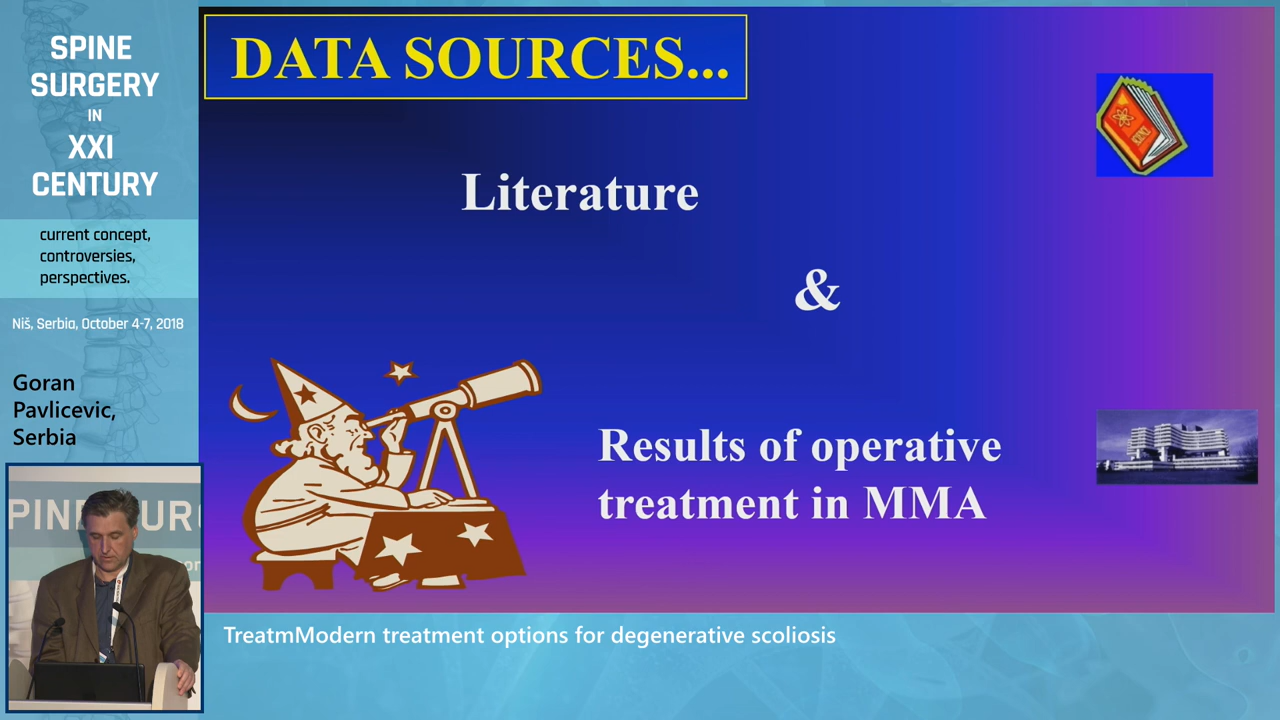 SPINE
SURGERY
IN
XXI
CENTURY
current concept,
controversies,
perspectives.
Niš, Serbia, October 4-7, 2018
Goran
Pavlicevic,
Serbia
PINE SUR
DATA SOURCES...
Literature
&
Results of operative
treatment in MMA
TreatmModern treatment options for degenerative scoliosis